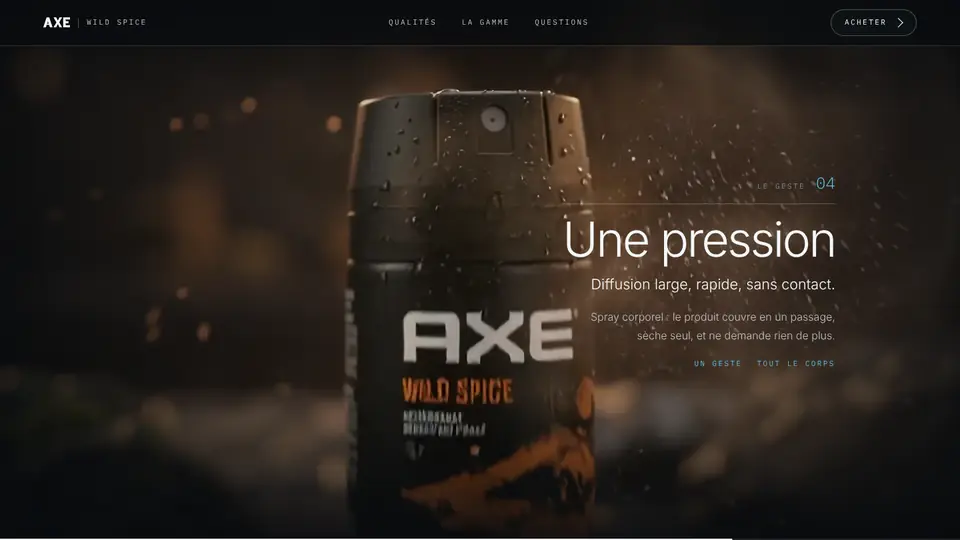 AXE | WILD SPICE
QUALITÉS
LA GAMME
QUESTIONS
ACHETER
LE GESTE 04
Une pression
Diffusion large, rapide, sans contact.
Spray corporel : le produit couvre en un passage,
sèche seul, et ne demande rien de plus.
UN GESTE TOUT LE CORPS
AXE
WILD SPICE